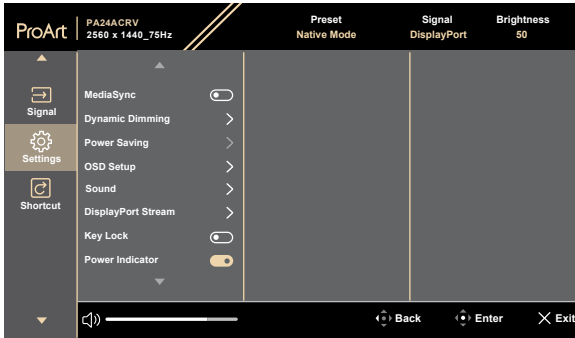 ProArt
PA24ACRV
2560 x 1440_75Hz
Preset
Native Mode
Signal
DisplayPort
Brightness
50
Signal
Settings
Shortcut
MediaSync
Dynamic Dimming
Power Saving
OSD Setup
Sound
DisplayPort Stream
Key Lock
Power Indicator
Back
Enter
Exit